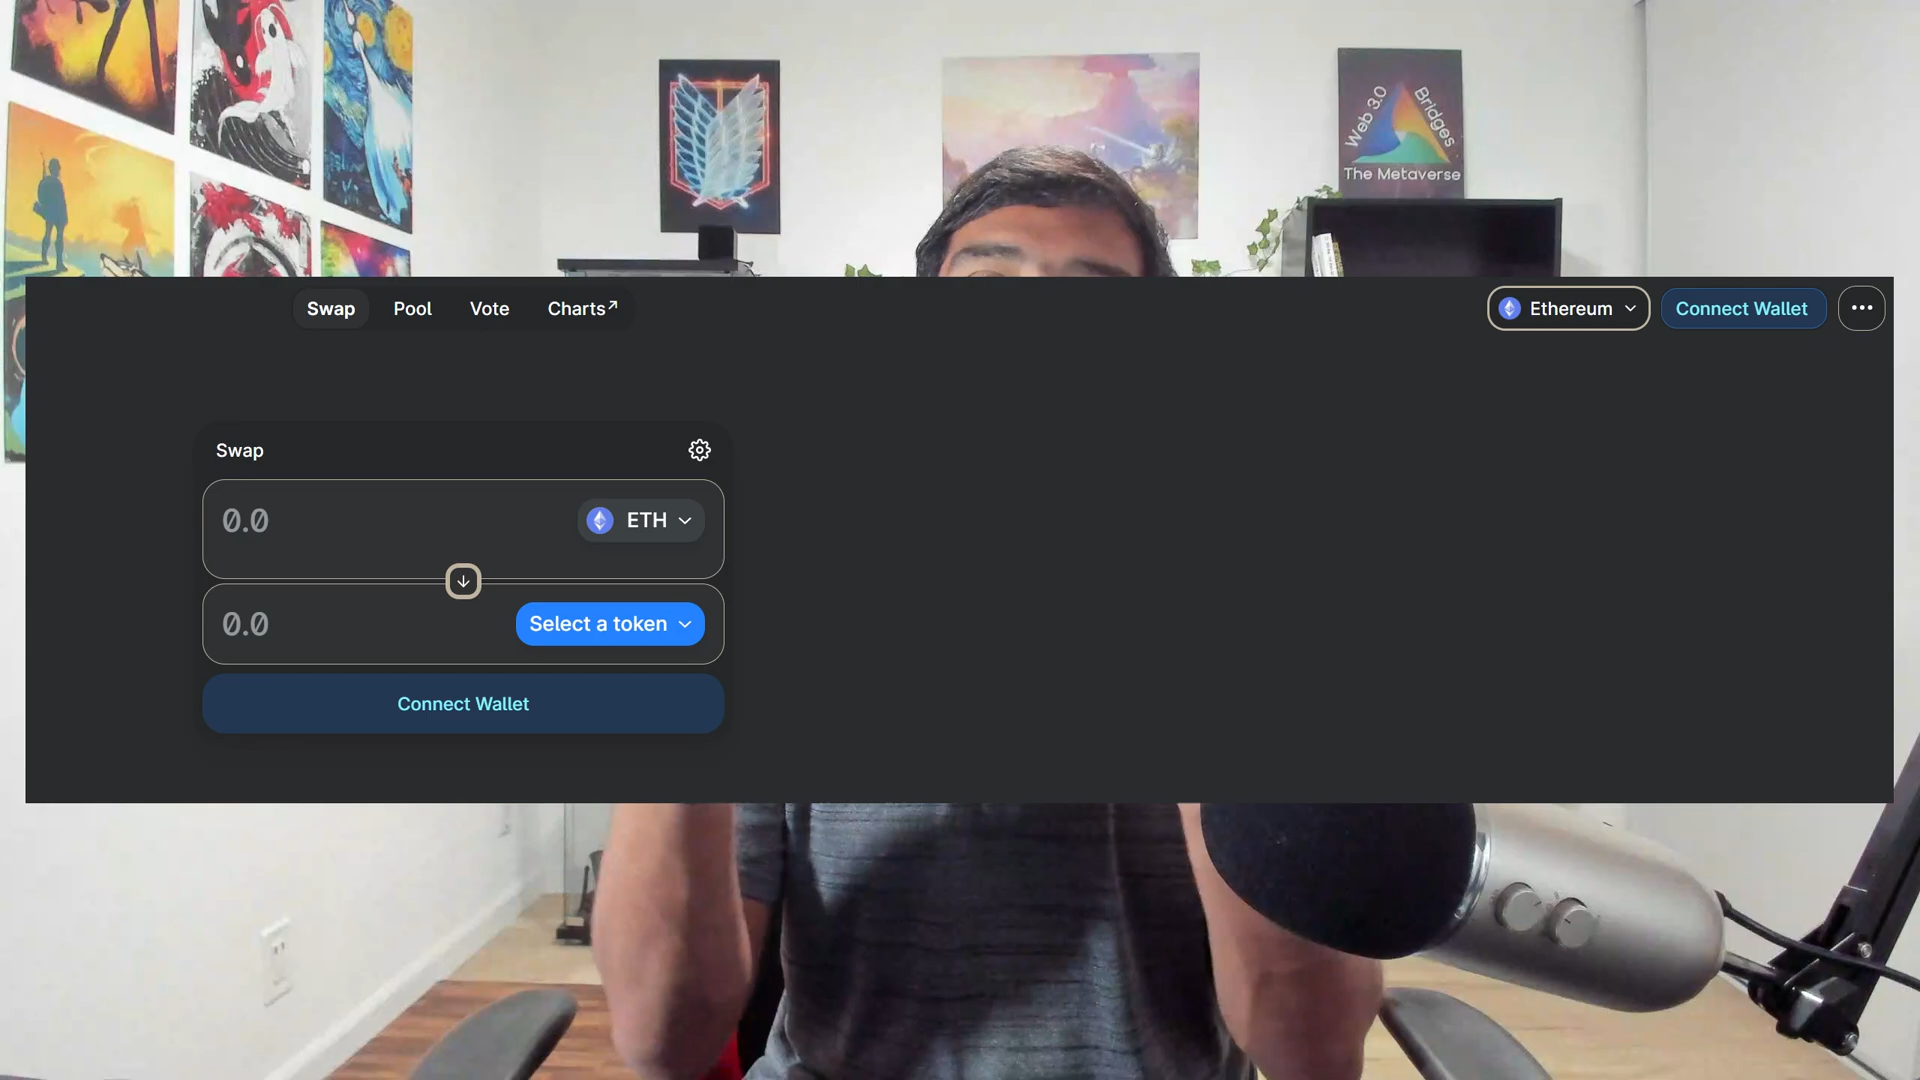 Web 3.0 Bridges
The Metaverse
Swap Pool Vote Charts↗ Ethereum Connect Wallet ...
Swap
0.0 ETH
0.0 Select a token
Connect Wallet